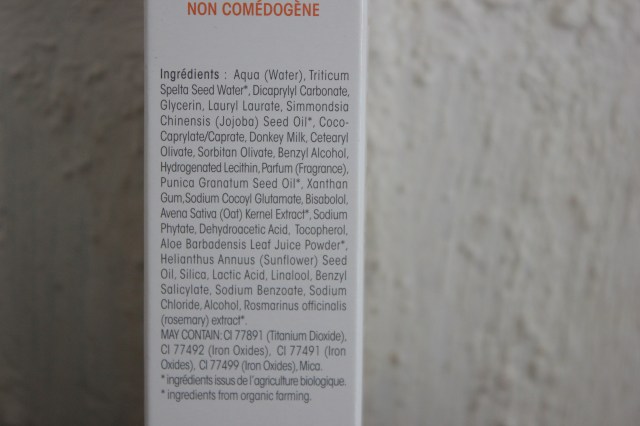 NON COMÉDOGÈNE
Ingrédients : Aqua (Water), Triticum
Spelta Seed Water*, Dicaprylyl Carbonate,
Glycerin, Lauryl Laurate, Simmondsia
Chinensis (Jojoba) Seed Oil*, Coco-
Caprylate/Caprate, Donkey Milk, Cetearyl
Olivate, Sorbitan Olivate, Benzyl Alcohol,
Hydrogenated Lecithin, Parfum (Fragrance),
Punica Granatum Seed Oil*, Xanthan
Gum, Sodium Cocoyl Glutamate, Bisabolol,
Avena Sativa (Oat) Kernel Extract*, Sodium
Phytate, Dehydroacetic Acid, Tocopherol,
Aloe Barbadensis Leaf Juice Powder*,
Helianthus Annuus (Sunflower) Seed
Oil, Silica, Lactic Acid, Linalool, Benzyl
Salicylate, Sodium Benzoate, Sodium
Chloride, Alcohol, Rosmarinus officinalis
(rosemary) extract*.
MAY CONTAIN: CI 77891 (Titanium Dioxide),
CI 77492 (Iron Oxides), CI 77491 (Iron
Oxides), CI 77499 (Iron Oxides), Mica.
* ingrédients issus de l'agriculture biologique.
* ingredients from organic farming.